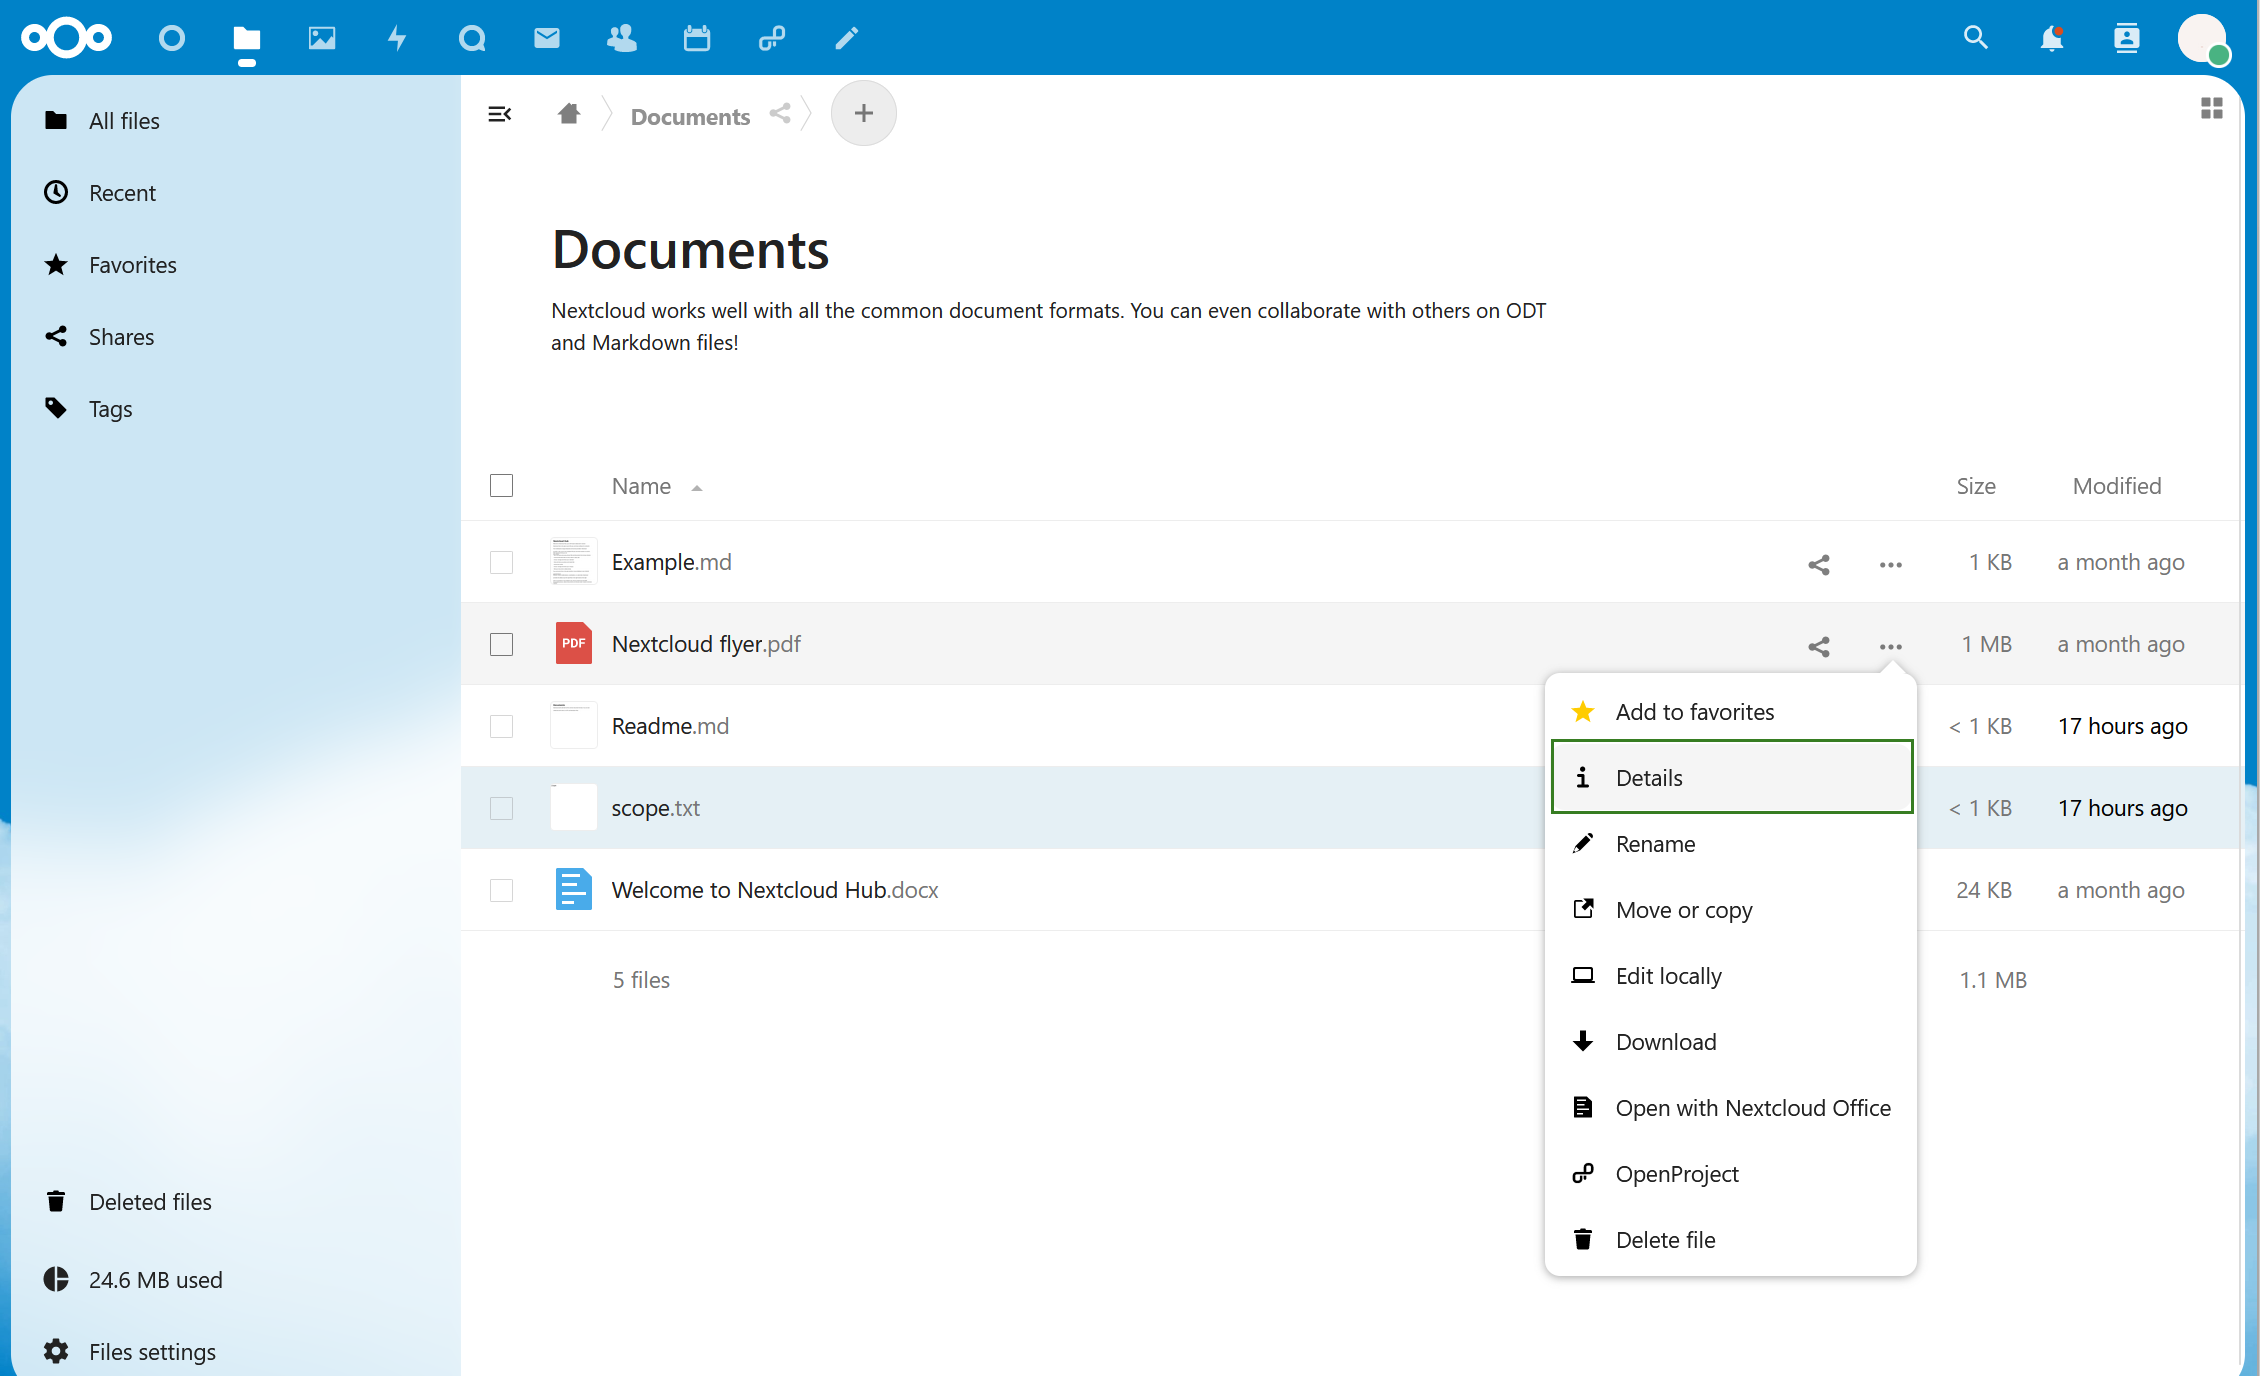 All files
Recent
Favorites
Shares
Tags
Deleted files
24.6 MB used
Files settings
Documents
Documents
Nextcloud works well with all the common document formats. You can even collaborate with others on ODT
and Markdown files!
Name Size Modified
Example.md 1 KB a month ago
PDF Nextcloud flyer.pdf 1 MB a month ago
Readme.md < 1 KB 17 hours ago
scope.txt < 1 KB 17 hours ago
Welcome to Nextcloud Hub.docx 24 KB a month ago
5 files 1.1 MB
Add to favorites
Details
Rename
Move or copy
Edit locally
Download
Open with Nextcloud Office
OpenProject
Delete file